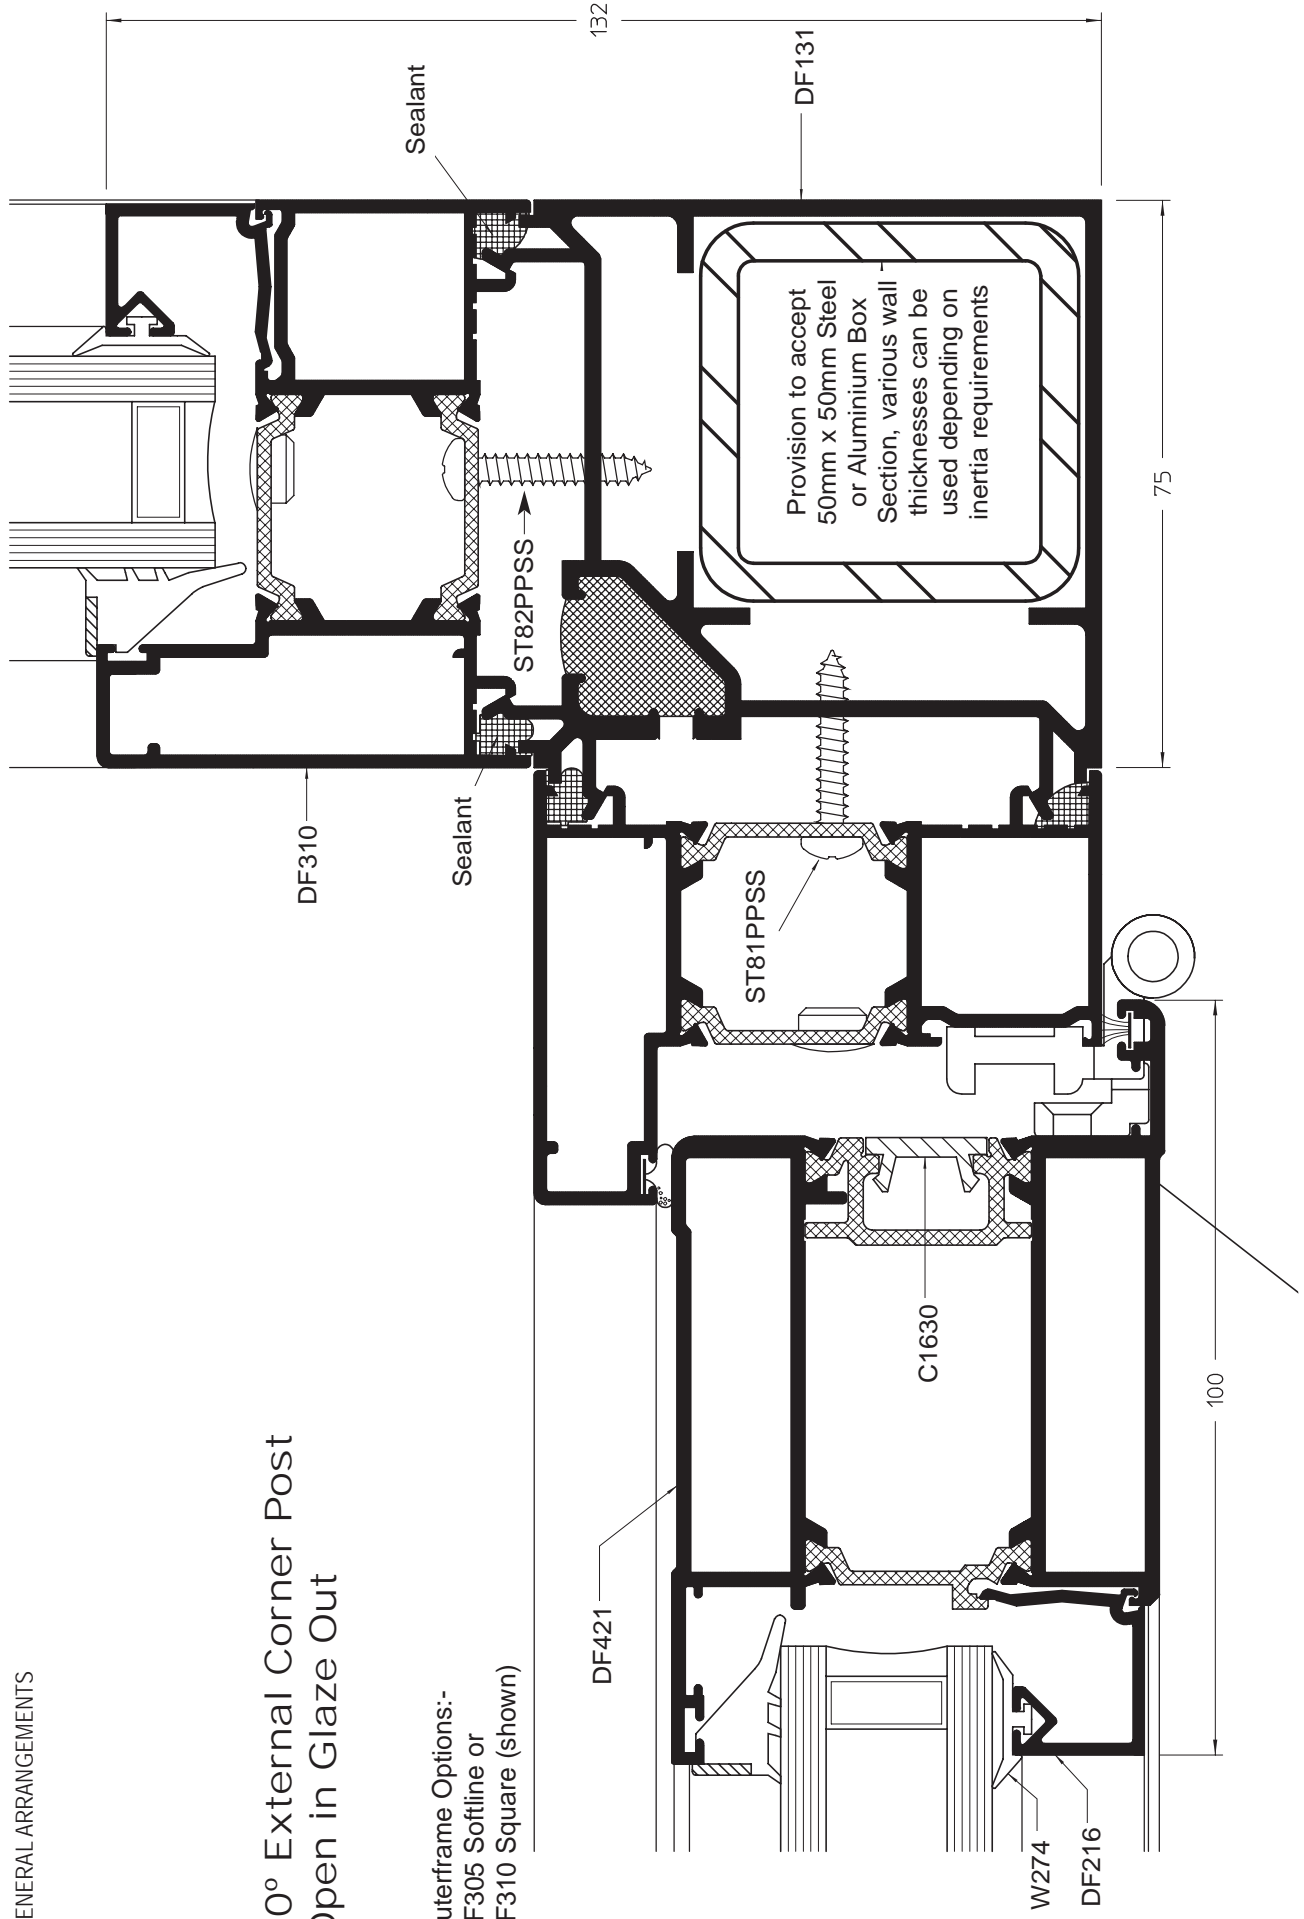 ENERAL ARRANGEMENTS
0° External Corner Post
Open in Glaze Out
uterframe Options:-
F305 Softline or
F310 Square (shown)
132
Sealant
DF131
Provision to accept
50mm x 50mm Steel
or Aluminium Box
Section, various wall
thicknesses can be
used depending on
inertia requirements
75
ST82PPSS
DF310
Sealant
ST81PPSS
C1630
100
DF421
W274
DF216